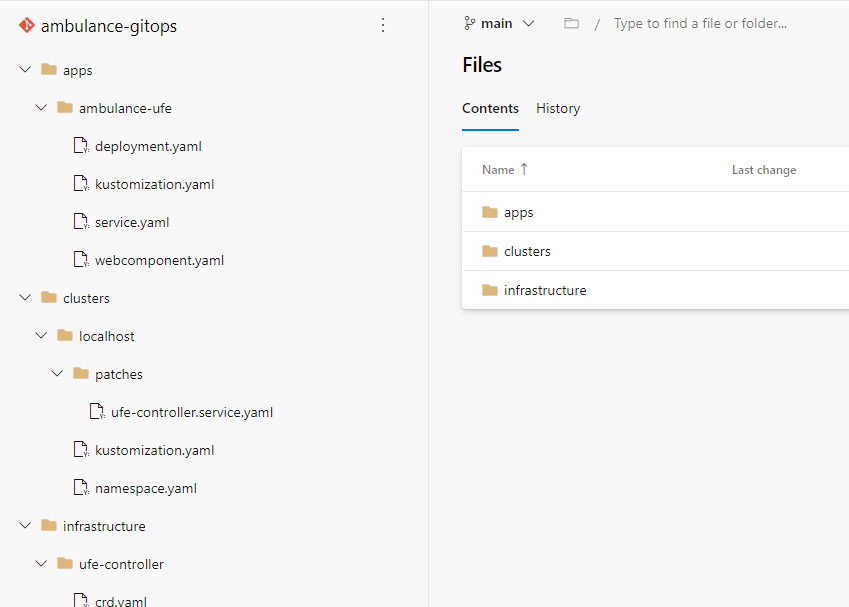 ambulance-gitops
apps
ambulance-ufe
deployment.yaml
kustomization.yaml
service.yaml
webcomponent.yaml
clusters
localhost
patches
ufe-controller.service.yaml
kustomization.yaml
namespace.yaml
infrastructure
ufe-controller
crd.yaml
main / Type to find a file or folder...
Files
Contents History
Name ↑ Last change
apps
clusters
infrastructure